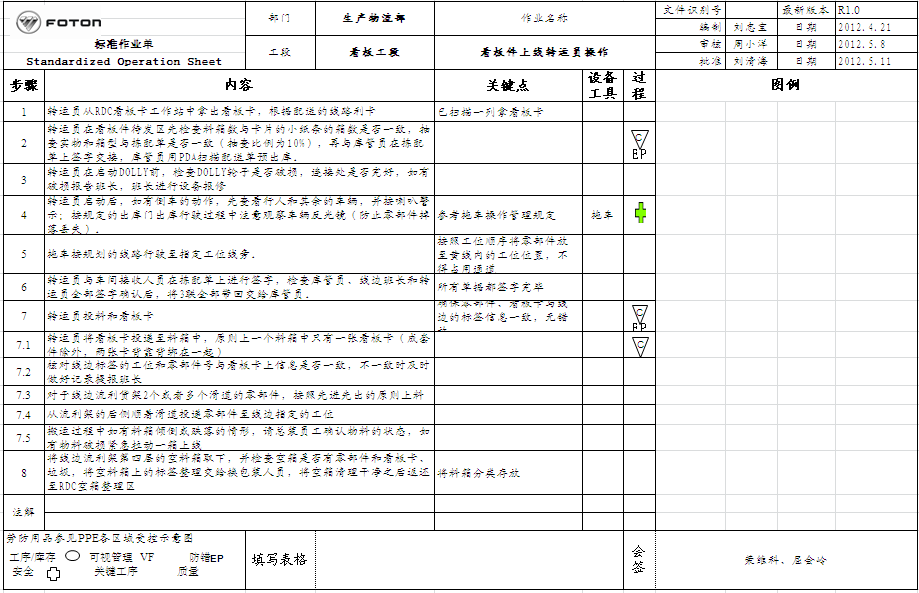 FOTON
标准作业单
Standardized Operation Sheet
部门
生产物流部
作业名称
文件识别号
最新版本
R1.0
编制
刘志宝
日期
2012.4.21
工段
看板工段
看板件上线转运员操作
审核
周小洋
日期
2012.5.8
批准
刘清海
日期
2012.5.11
步骤
内容
关键点
设备
工具
过
程
图例
1
转运员从RDC看板卡工作站中拿出看板卡，根据配送的线路利卡
已扫描一列拿看板卡
2
转运员在看板件待发区先检查料箱数与卡片的小纸条的箱数是否一致，抽
查实物和箱型与拣配单是否一致（抽查比例为10%），再与库管员在拣配
单上签字交接，库管员用PDA扫描配送单预出库。
C
EP
3
转运员在启动DOLLY前，检查DOLLY轮子是否破损，连接处是否完好，如有
破损报告班长，班长进行设备报修
4
转运员启动后，如有倒车的动作，先查看行人和其余的车辆，并按喇叭警
示；按规定的出库门出库行驶过程中注意观察车辆反光镜（防止零部件掉
落丢失）。
参考拖车操作管理规定
拖车
5
拖车按规划的线路行驶至指定工位线旁。
按照工位顺序将零部件放
至黄线内的工位位置，不
得占用通道
6
转运员与车间接收人员在拣配单上进行签字，检查库管员、线边班长和转
运员全部签字确认后，将3联全部带回交给库管员。
所有单据都签字完毕
7
转运员投料和看板卡
确保零部件、看板卡与线
边的标签信息一致，无错
C
EP
7.1
转运员将看板卡投递至料箱中，原则上一个料箱中只有一张看板卡（成套
件除外，两张卡背靠背绑在一起）
C
7.2
核对线边标签的工位和零部件号与看板卡上信息是否一致，不一致时及时
做好记录提报班长
7.3
对于线边流利货架2个或者多个滑道的零部件，按照先进先出的原则上料
7.4
从流利架的后侧顺着滑道投递零部件至线边指定的工位
7.5
搬运过程中如有料箱倾倒或跌落的情形，请总装员工确认物料的状态，如
有物料破损紧急拉动一箱上线
8
将线边流利架第四层的空料箱取下，并检查空箱是否有零部件和看板卡、
垃圾，将空料箱上的标签整理交给换包装人员，将空箱清理干净之后返运
至RDC空箱整理区
将料箱分类存放
注解
劳防用品参见PPE各区域受控示意图
工序/库存
可视管理 VF
防错EP
安全
关键工序
质量
填写表格
会
签
荣维科、屈会冷